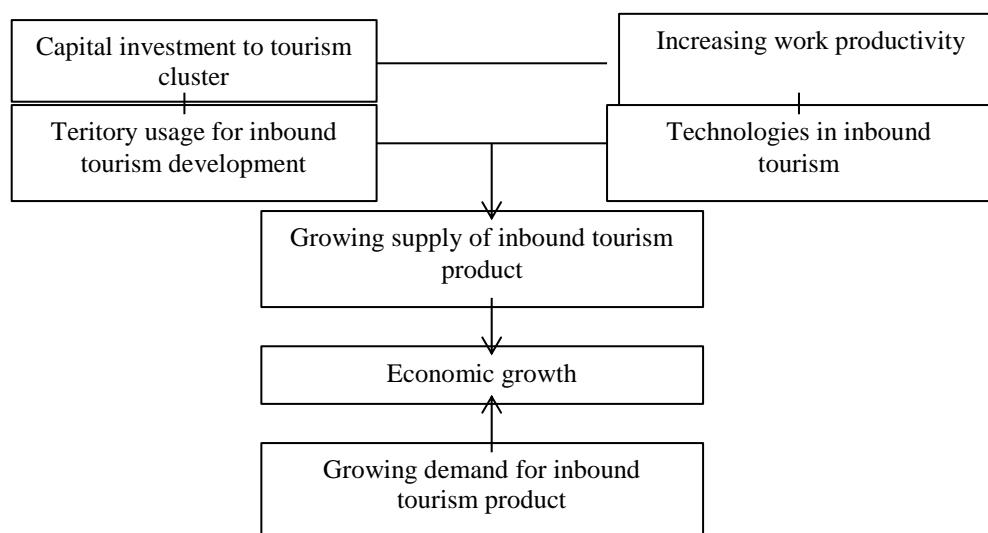 Capital investment to tourism
cluster
Increasing work productivity
Teritory usage for inbound
tourism development
Technologies in inbound
tourism
Growing supply of inbound tourism
product
Economic growth
Growing demand for inbound
tourism product